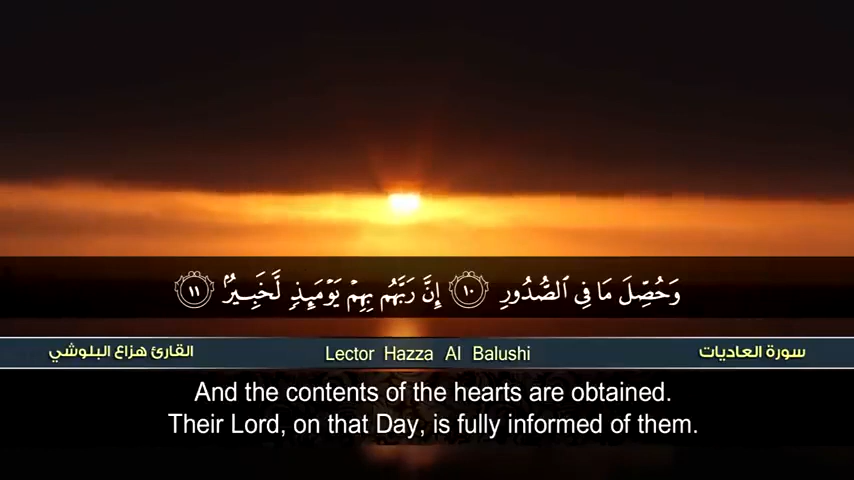 وَحُصِّلَ مَا فِي ٱلصُّدُورِ ١٠ إِنَّ رَبَّهُم بِهِمْ يَوْمَئِذٍ لَّخَبِيرٌۢ ١١
سورة العاديات Lector Hazza Al Balushi القارئ هزاع البلوشي
And the contents of the hearts are obtained.
Their Lord, on that Day, is fully informed of them.